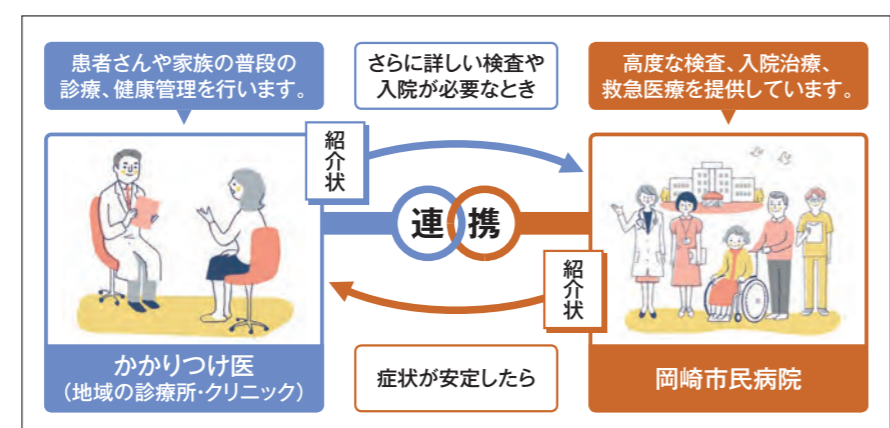 患者さんや家族の普段の
診療、健康管理を行います。
さらに詳しい検査や
入院が必要なとき
高度な検査、入院治療、
救急医療を提供しています。
紹介状
連携
紹介状
かかりつけ医
(地域の診療所・クリニック)
症状が安定したら
岡崎市民病院